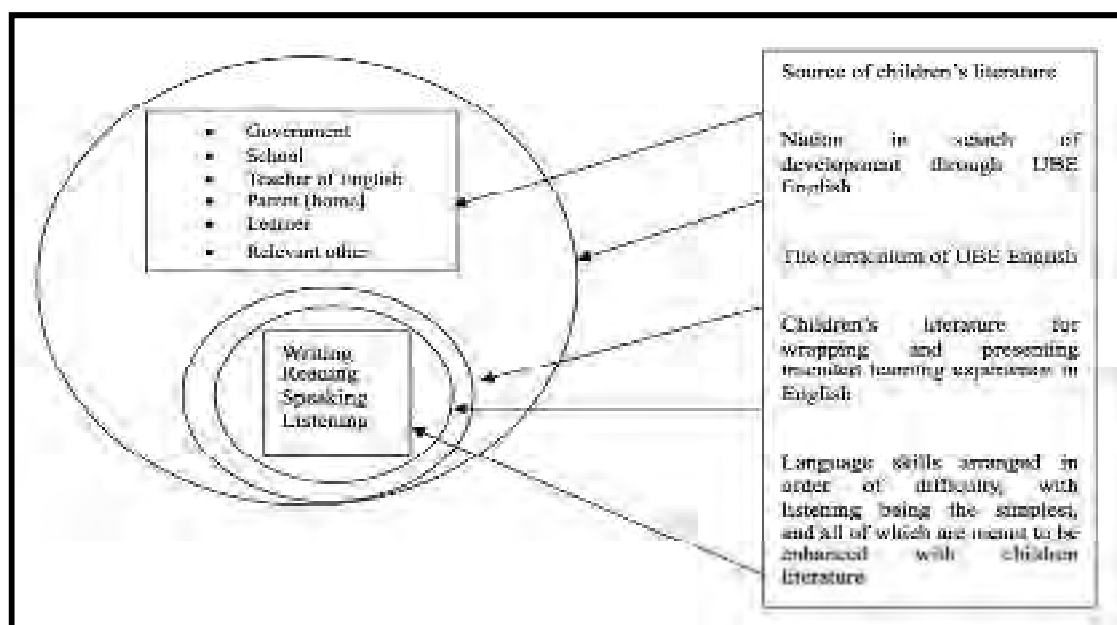 Government
School
Teacher of English
Parent (home)
Learner
Relevant other
Writing
Reading
Speaking
Listening
Source of children's literature
Nation in search of
development through UBE
English
The curriculum of UBE English
Children's literature for
wrapping and presenting
intended learning experience in
English
Language skills arranged in
order of difficulty, with
listening being the simplest,
and all of which are meant to be
enhanced with children
literature